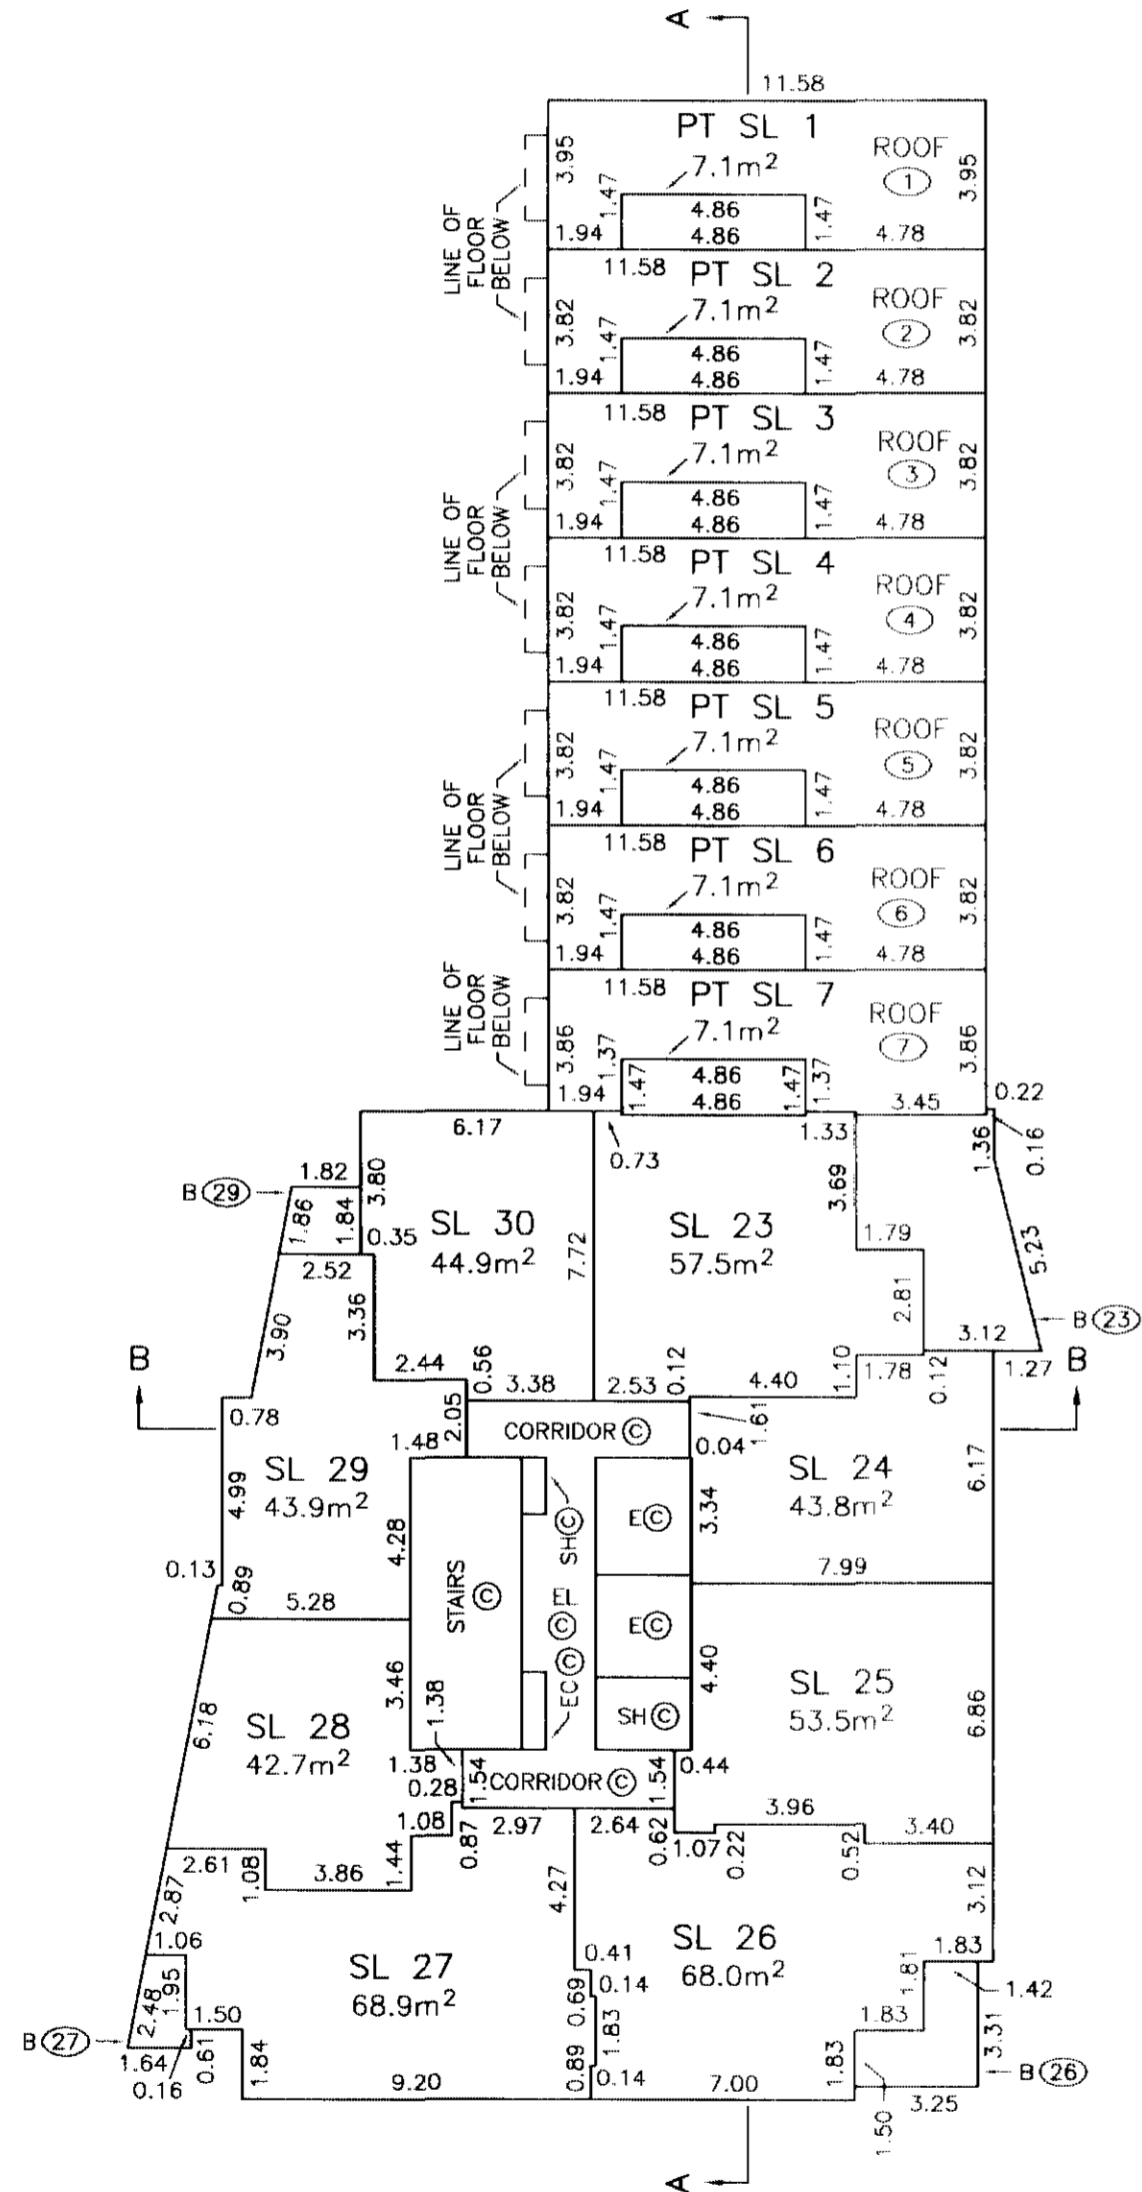 A
11.58
PT SL 1
ROOF
1
3.95
3.95
7.1m²
1.47
4.86
1.47
1.94
4.86
4.78
LINE OF
FLOOR
BELOW
11.58 PT SL 2
ROOF
2
3.82
3.82
7.1m²
1.47
4.86
1.47
1.94
4.86
4.78
11.58 PT SL 3
ROOF
3
3.82
3.82
7.1m²
1.47
4.86
1.47
1.94
4.86
4.78
LINE OF
FLOOR
BELOW
11.58 PT SL 4
ROOF
4
3.82
3.82
7.1m²
1.47
4.86
1.47
1.94
4.86
4.78
11.58 PT SL 5
ROOF
5
3.82
3.82
7.1m²
1.47
4.86
1.47
1.94
4.86
4.78
LINE OF
FLOOR
BELOW
11.58 PT SL 6
ROOF
6
3.82
3.82
7.1m²
1.47
4.86
1.47
1.94
4.86
4.78
LINE OF
FLOOR
BELOW
11.58 PT SL 7
ROOF
7
3.86
3.86
7.1m²
1.37
1.47
4.86
1.47
1.37
1.94
4.86
3.45
0.22
6.17
0.73
1.33
1.36
0.16
1.82
3.80
3.69
B 29
1.86
1.84
0.35
SL 30
44.9m²
7.72
SL 23
57.5m²
1.79
5.23
2.52
3.36
2.81
3.90
3.12
B 23
B
2.44
0.56
3.38
2.53
0.12
4.40
1.10
1.78
0.12
1.27
B
0.78
2.05
CORRIDOR ©
1.61
1.48
0.04
SL 29
43.9m²
SL 24
43.8m²
6.17
4.99
4.28
SH©
E©
3.34
0.13
0.89
7.99
5.28
STAIRS
©
EL
©
EC©
E©
4.40
3.46
1.38
SL 25
53.5m²
6.86
6.18
SL 28
42.7m²
SH©
1.38
0.28
1.54
CORRIDOR ©
1.54
0.44
1.08
0.87
2.97
2.64
0.62
1.07
0.22
3.96
0.52
3.40
2.61
1.08
3.86
1.44
4.27
3.12
2.87
1.06
SL 27
68.9m²
0.41
0.14
SL 26
68.0m²
1.83
1.81
1.42
2.48
1.95
1.50
0.69
1.83
1.83
3.31
B 27
1.64
0.16
0.61
1.84
9.20
0.89
0.14
7.00
1.83
1.50
3.25
B 26
A